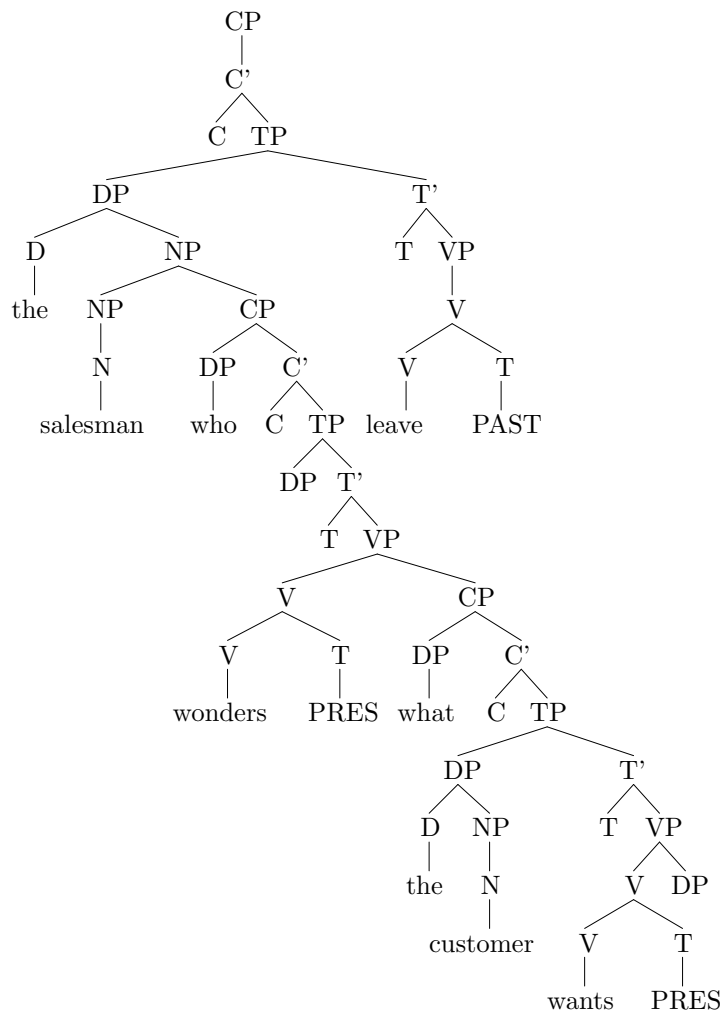 CP
C'
C TP
DP T'
D NP T VP
the NP CP V
N DP C' V T
salesman who C TP leave PAST
DP T'
T VP
V CP
V T DP C'
wonders PRES what C TP
DP T'
D NP T VP
the N V DP
customer V T
wants PRES